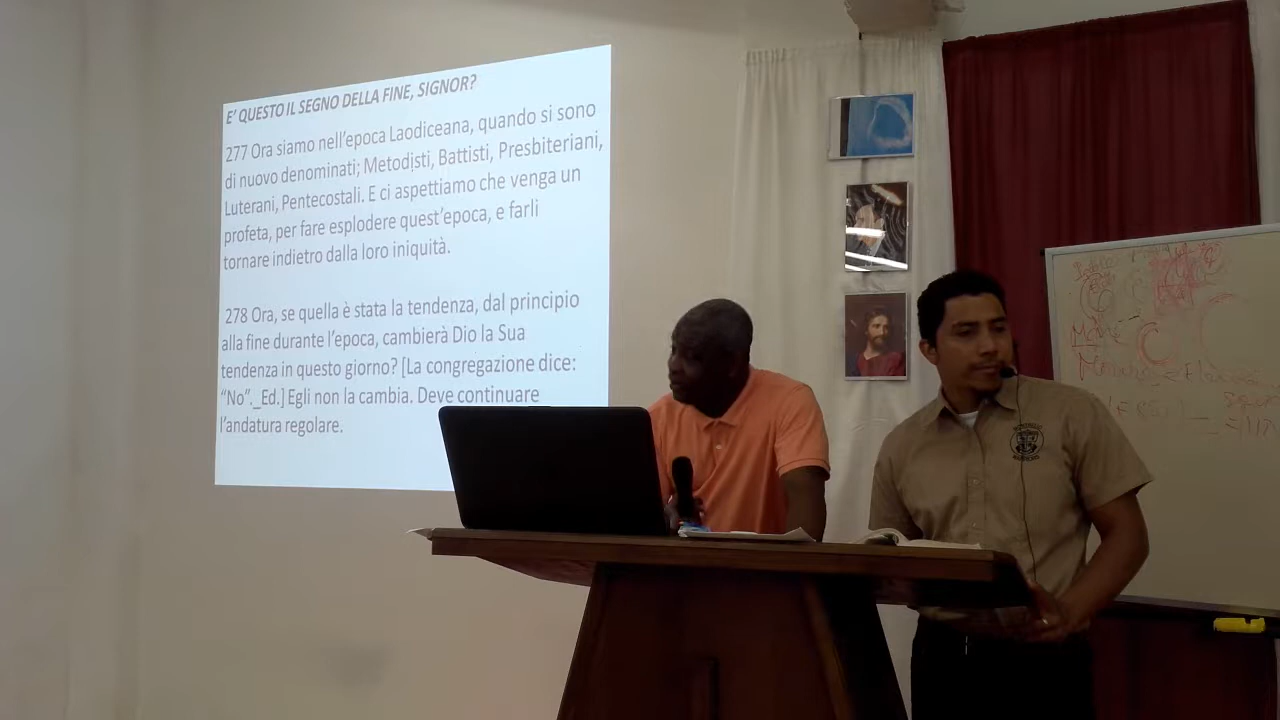 E' QUESTO IL SEGNO DELLA FINE, SIGNOR?
277 Ora siamo nell'epoca Laodiceana, quando si sono
di nuovo denominati; Metodisti, Battisti, Presbiteriani,
Luterani, Pentecostali. E ci aspettiamo che venga un
profeta, per fare esplodere quest'epoca, e farli
tornare indietro dalla loro iniquità.
278 Ora, se quella è stata la tendenza, dal principio
alla fine durante l'epoca, cambierà Dio la Sua
tendenza in questo giorno? [La congregazione dice:
“No”._Ed.] Egli non la cambia. Deve continuare
l'andatura regolare.